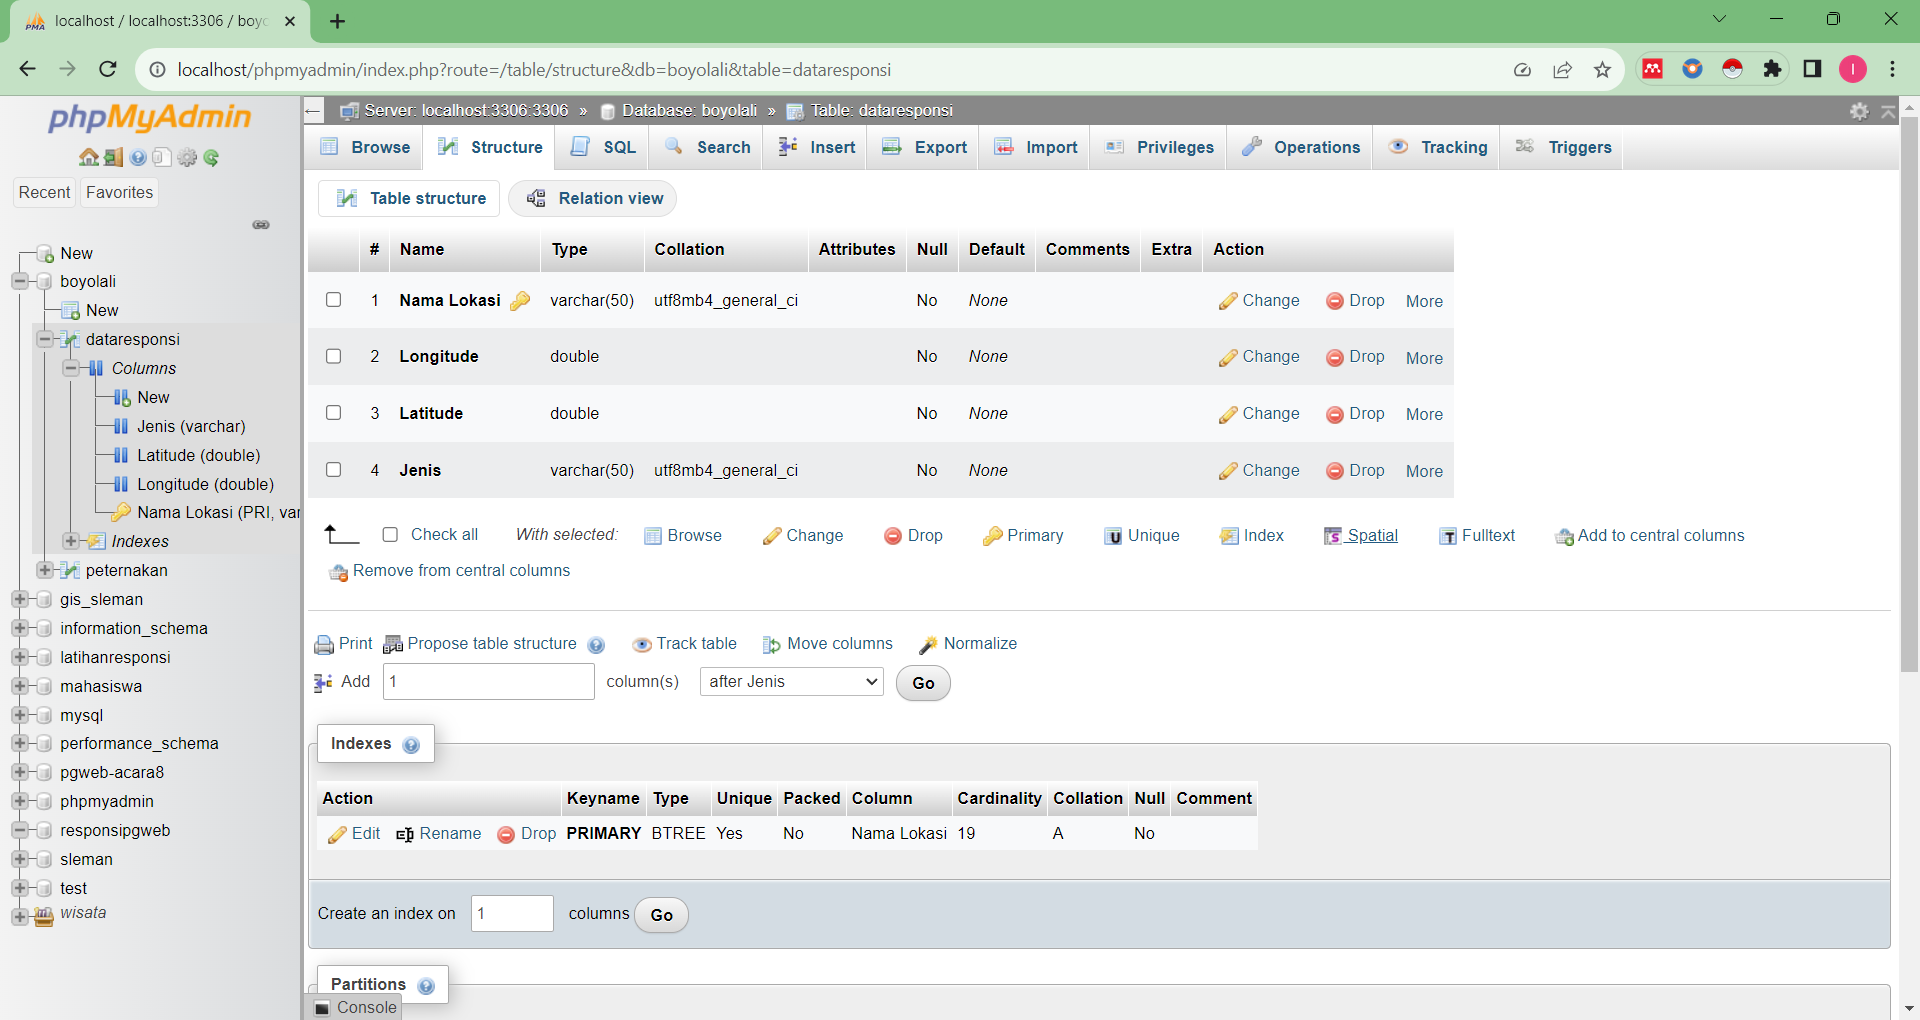 localhost / localhost:3306 / boyo
localhost/phpmyadmin/index.php?route=/table/structure&db=boyolali&table=dataresponsi
I
phpMyAdmin
Recent Favorites
New
boyolali
New
dataresponsi
Columns
New
Jenis (varchar)
Latitude (double)
Longitude (double)
Nama Lokasi (PRI, var
Indexes
peternakan
gis_sleman
information_schema
latihanresponsi
mahasiswa
mysql
performance_schema
pgweb-acara8
phpmyadmin
responsipgweb
sleman
test
wisata
Server: localhost:3306:3306 » Database: boyolali » Table: dataresponsi
Browse Structure SQL Search Insert Export Import Privileges Operations Tracking Triggers
Table structure Relation view
# Name Type Collation Attributes Null Default Comments Extra Action
1 Nama Lokasi varchar(50) utf8mb4_general_ci No None Change Drop More
2 Longitude double No None Change Drop More
3 Latitude double No None Change Drop More
4 Jenis varchar(50) utf8mb4_general_ci No None Change Drop More
Check all With selected: Browse Change Drop Primary Unique Index Spatial Fulltext Add to central columns
Remove from central columns
Print Propose table structure Track table Move columns Normalize
Add 1 column(s) after Jenis Go
Indexes
Action Keyname Type Unique Packed Column Cardinality Collation Null Comment
Edit Rename Drop PRIMARY BTREE Yes No Nama Lokasi 19 A No
Create an index on 1 columns Go
Partitions
Console